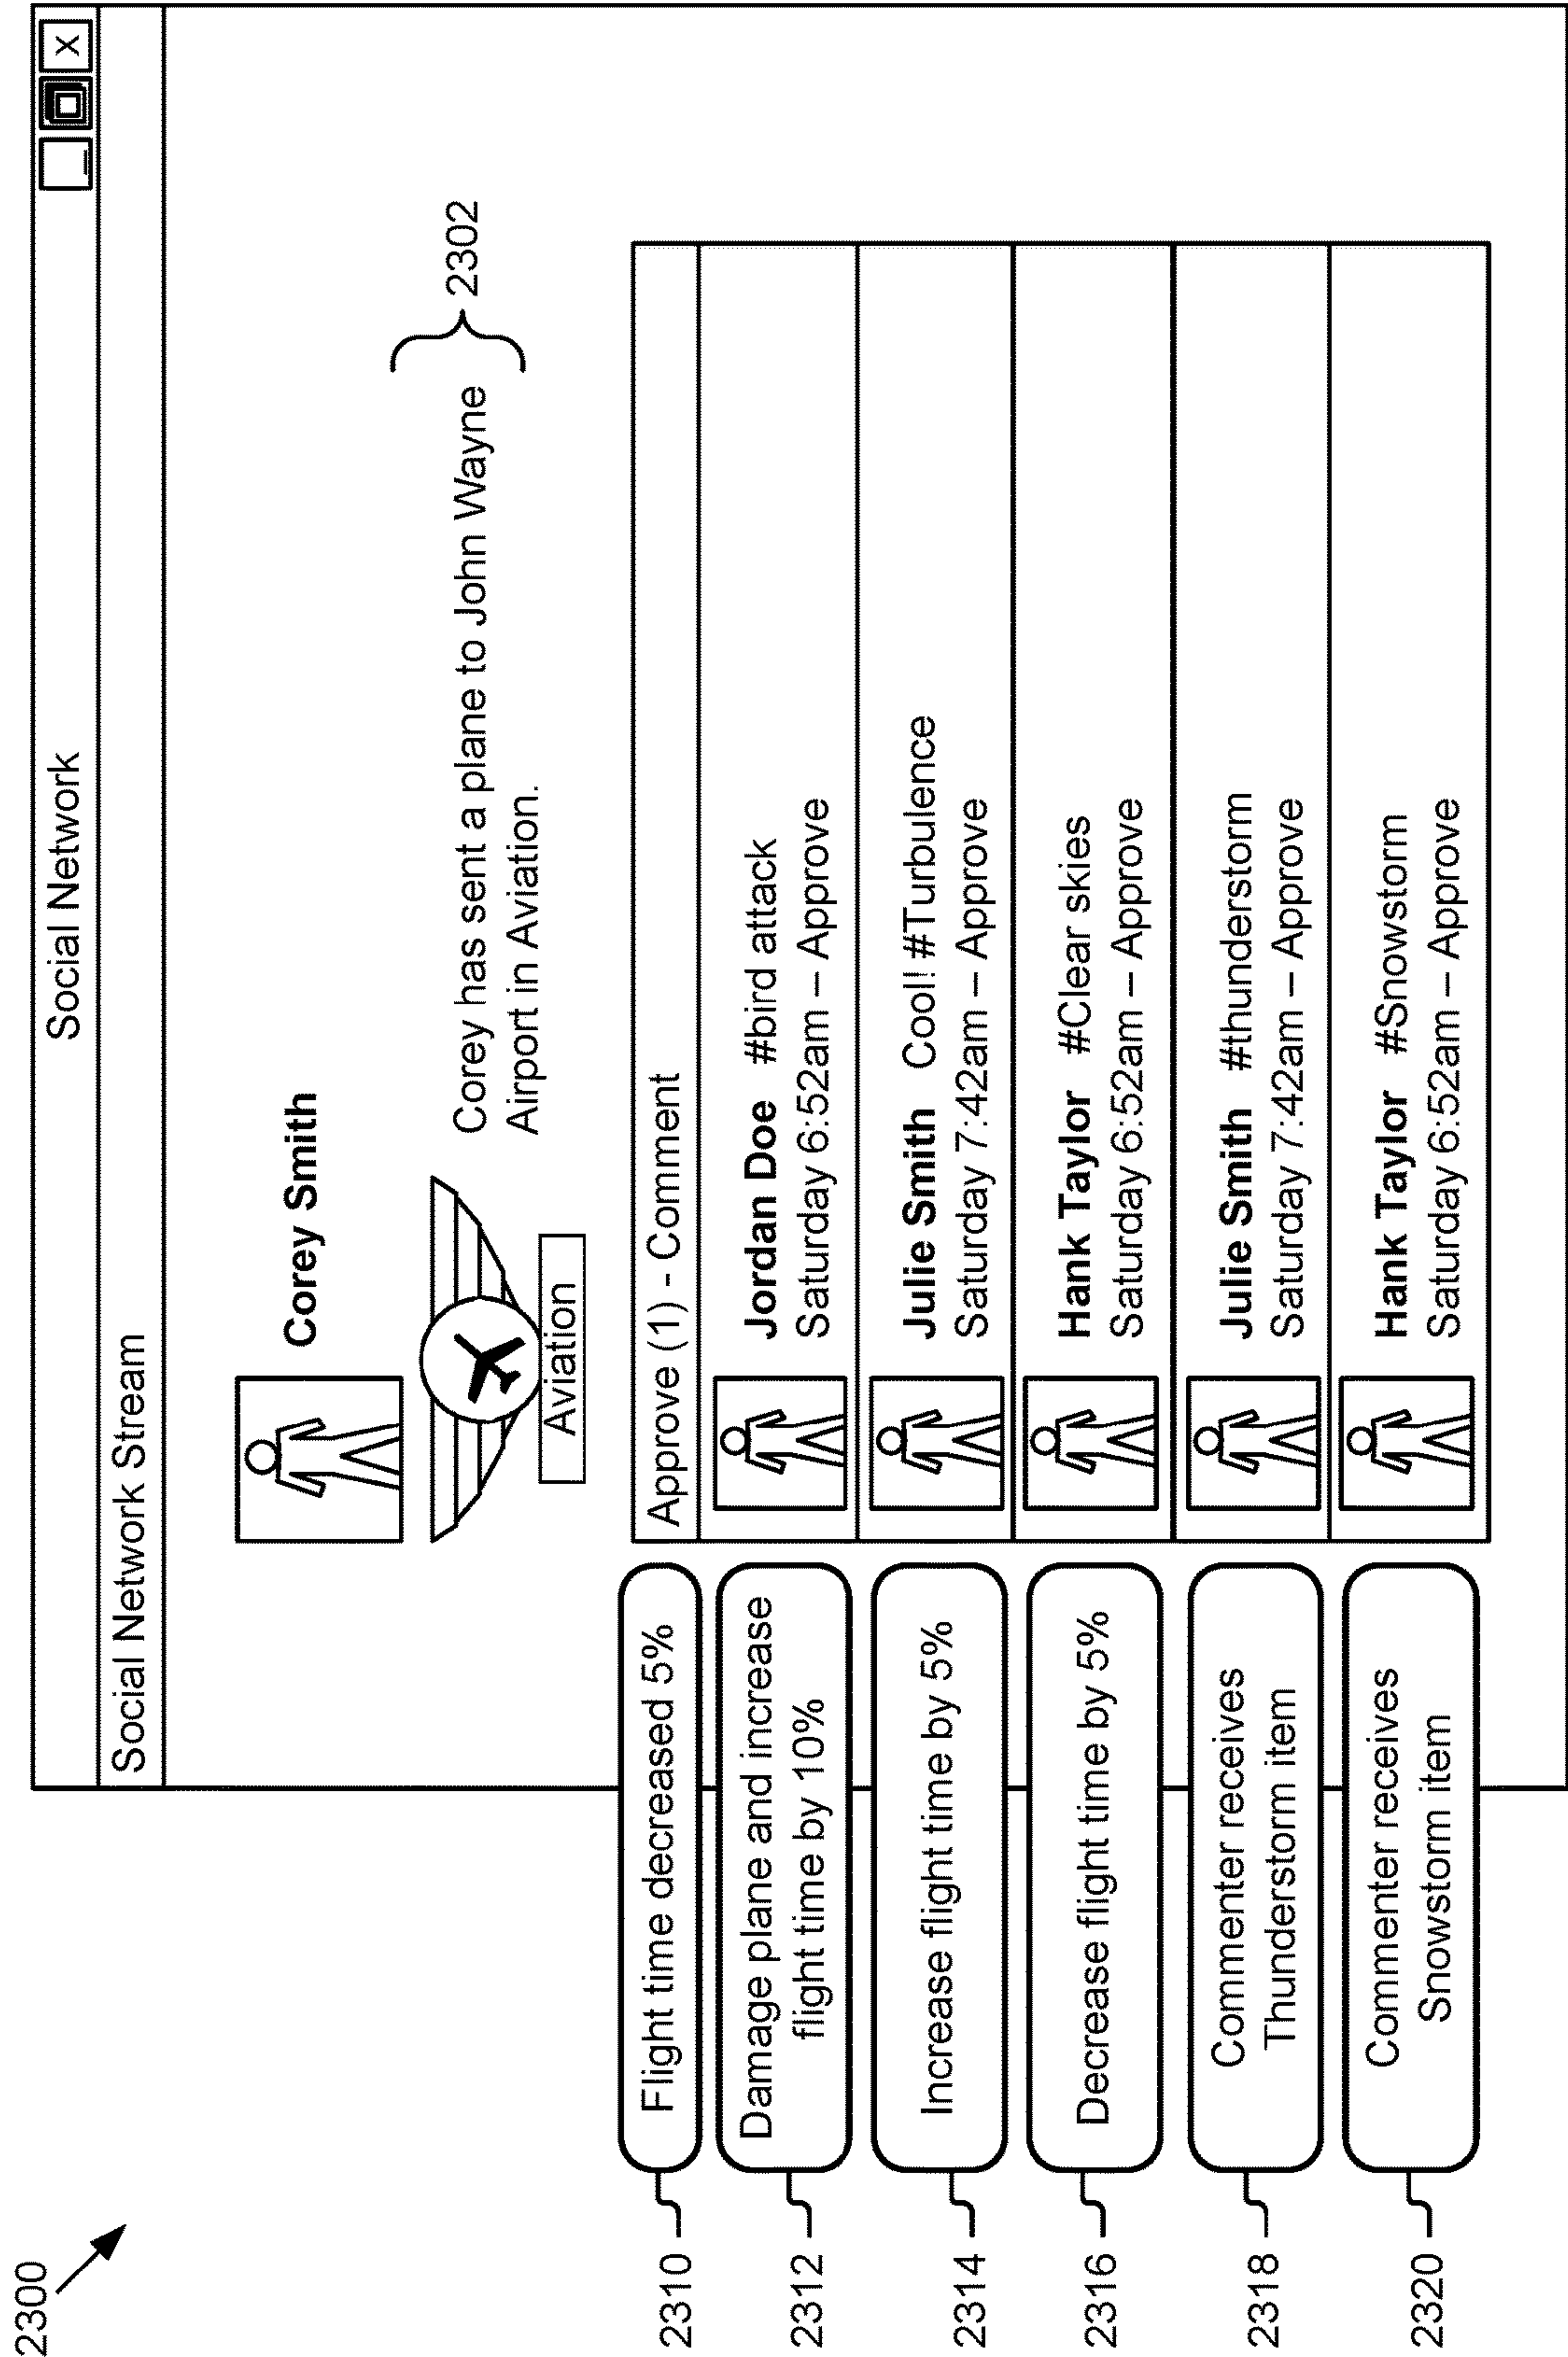 2300
Social Network
X
Social Network Stream
Corey Smith
Aviation
Corey has sent a plane to John Wayne
Airport in Aviation.
2302
2310
Flight time decreased 5%
Approve (1) - Comment
2312
Damage plane and increase
flight time by 10%
Jordan Doe #bird attack
Saturday 6:52am – Approve
2314
Increase flight time by 5%
Julie Smith Cool! #Turbulence
Saturday 7:42am – Approve
2316
Decrease flight time by 5%
Hank Taylor #Clear skies
Saturday 6:52am – Approve
2318
Commenter receives
Thunderstorm item
Julie Smith #thunderstorm
Saturday 7:42am – Approve
2320
Commenter receives
Snowstorm item
Hank Taylor #Snowstorm
Saturday 6:52am – Approve